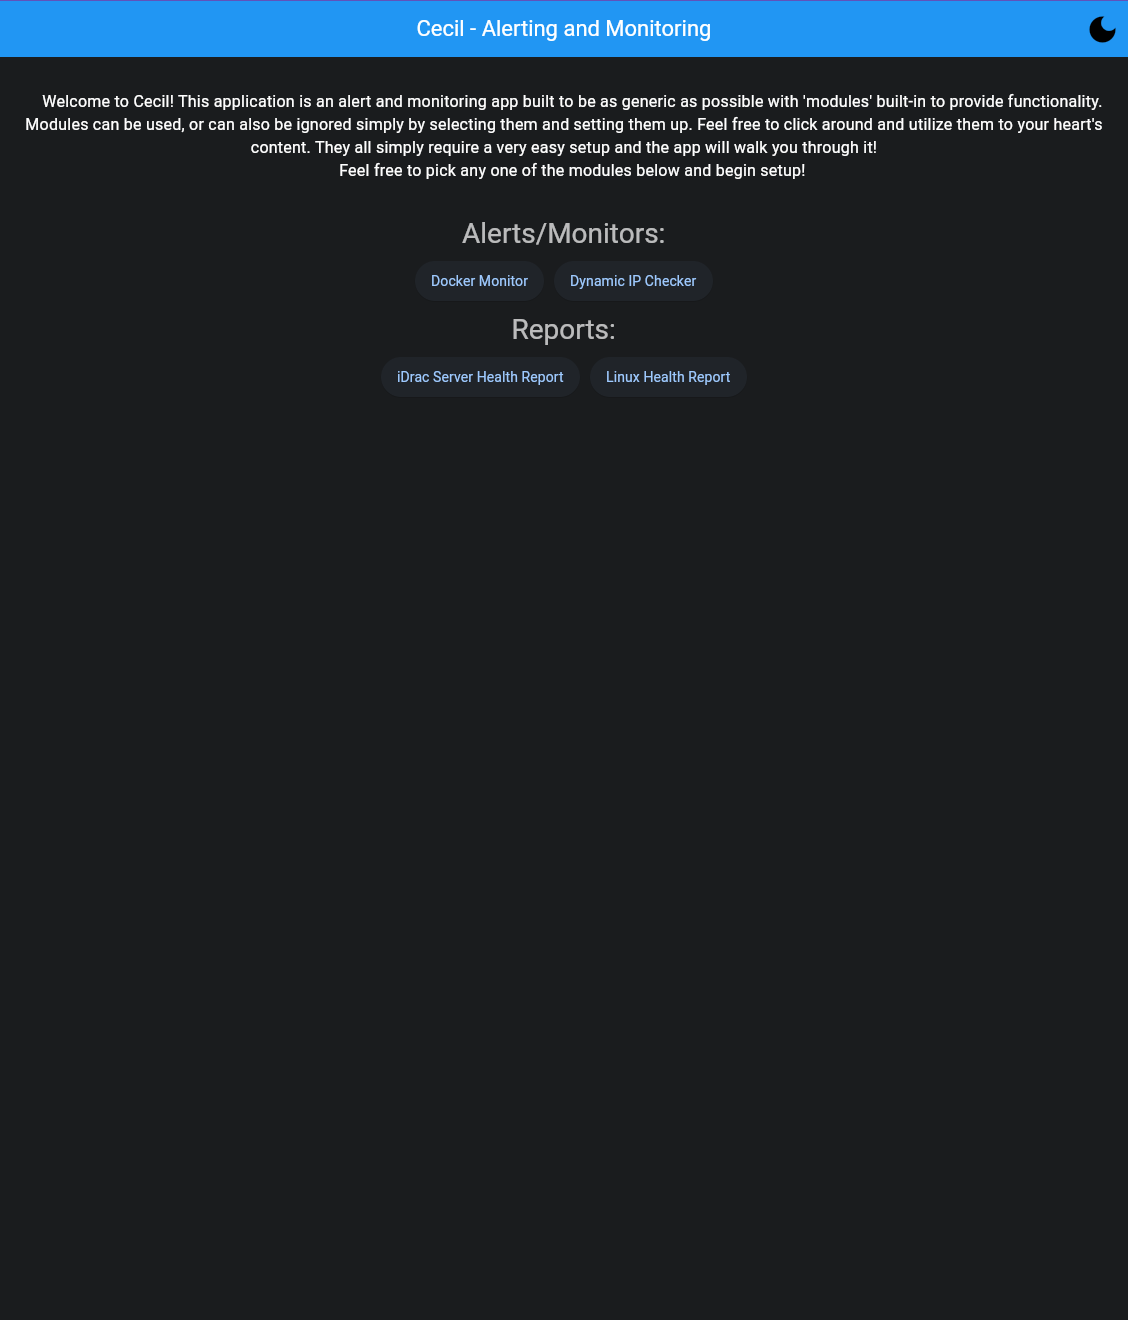 Cecil - Alerting and Monitoring
Welcome to Cecil! This application is an alert and monitoring app built to be as generic as possible with 'modules' built-in to provide functionality.
Modules can be used, or can also be ignored simply by selecting them and setting them up. Feel free to click around and utilize them to your heart's
content. They all simply require a very easy setup and the app will walk you through it!
Feel free to pick any one of the modules below and begin setup!
Alerts/Monitors:
Docker Monitor Dynamic IP Checker
Reports:
iDrac Server Health Report Linux Health Report